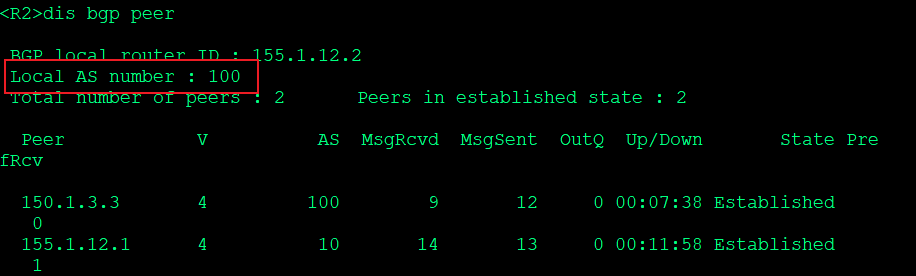 <R2>dis bgp peer
BGP local router ID : 155.1.12.2
Local AS number : 100
Total number of peers : 2 Peers in established state : 2
Peer V AS MsgRcvd MsgSent OutQ Up/Down State Pre
fRcv
150.1.3.3 4 100 9 12 0 00:07:38 Established
0
155.1.12.1 4 10 14 13 0 00:11:58 Established
1